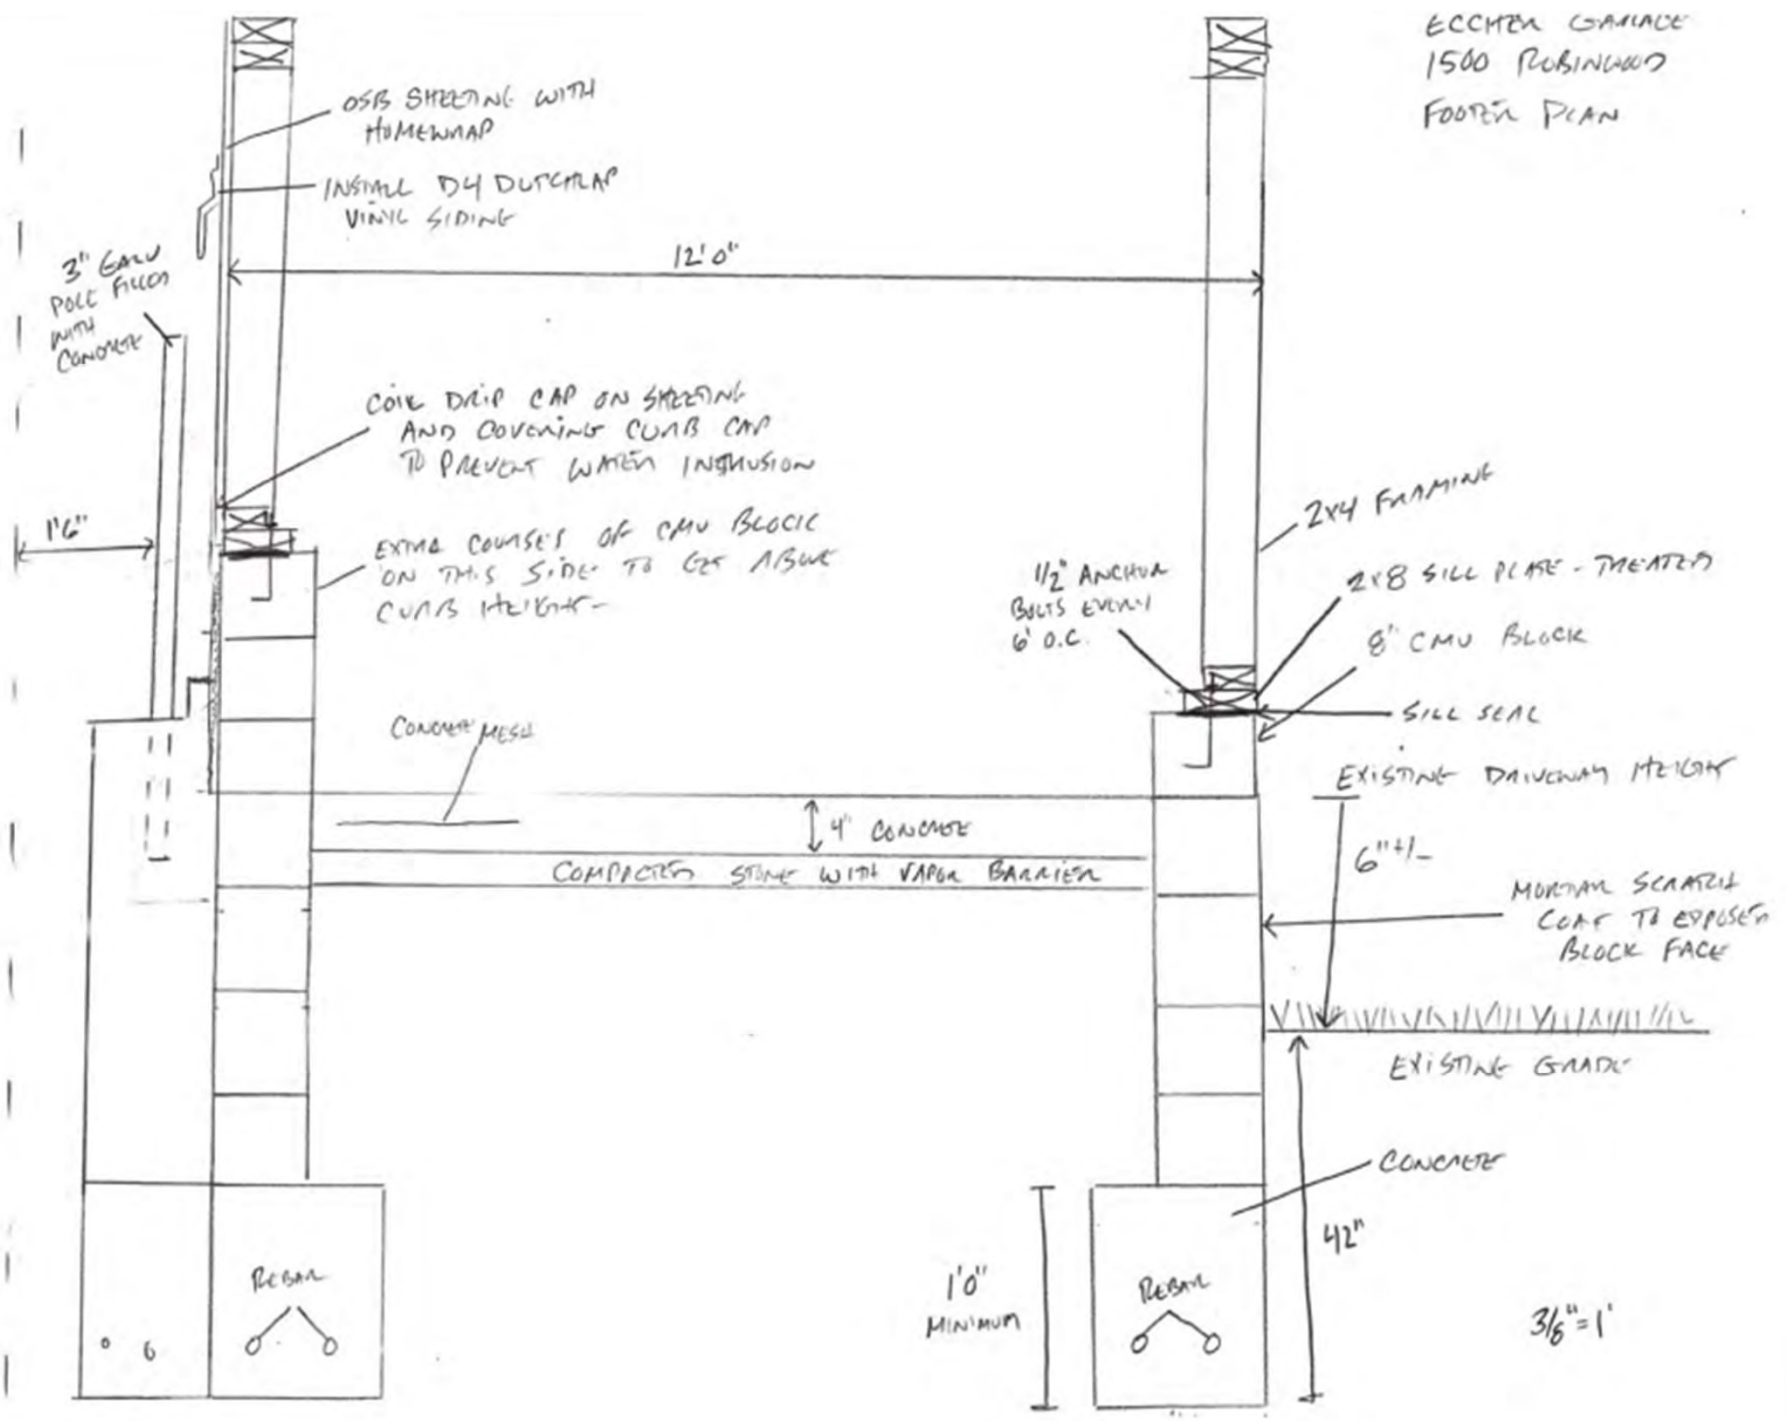 ECCHER GARAGE
1500 ROBINWOOD
FOOTER PLAN
OSB SHEETING WITH
HOMEWRAP
INSTALL D4 DUTCHLAP
VINYL SIDING
3" GALV
POLE FILLED
WITH
CONCRETE
12'0"
COIL DRIP CAP ON SHEETING
AND COVERING CURB CAP
TO PREVENT WATER INTRUSION
1'6"
EXTRA COURSES OF CMU BLOCK
ON THIS SIDE TO GET ABOVE
CURB HEIGHT-
2x4 FRAMING
1/2" ANCHOR
BOLTS EVERY
6' O.C.
2x8 SILL PLATE - TREATED
8" CMU BLOCK
SILL SEAL
CONCRETE MESH
EXISTING DRIVEWAY HEIGHT
4" CONCRETE
6" +/-
COMPACTED STONE WITH VAPOR BARRIER
MORTAR SCRATCH
COAT TO EXPOSED
BLOCK FACE
EXISTING GRADE
CONCRETE
42"
REBAR
1'0"
MINIMUM
REBAR
3/8" = 1'